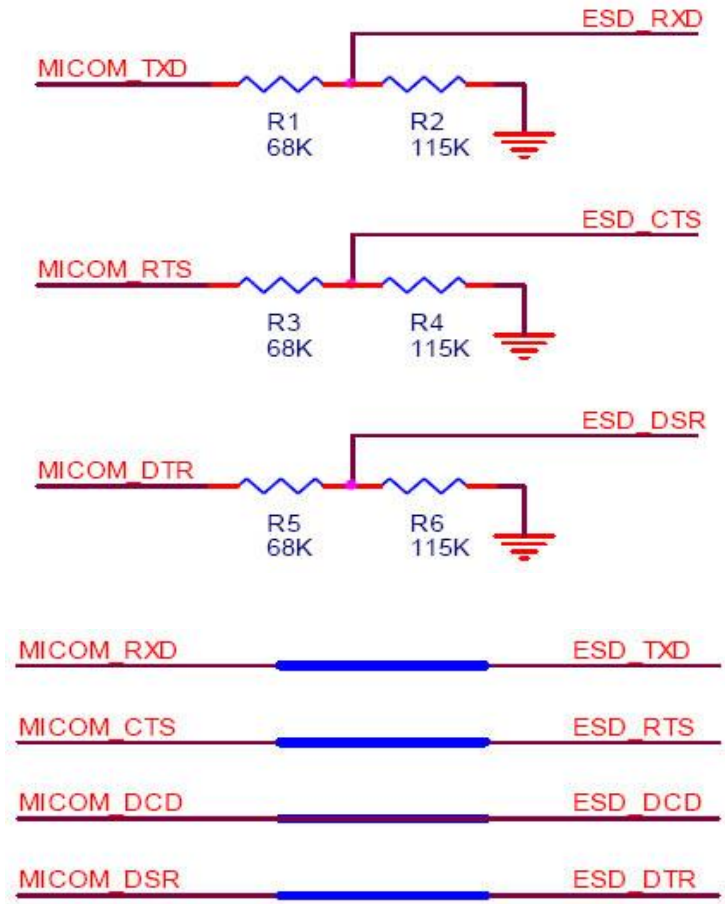 ESD_RXD
MICOM_TXD
R1 R2
68K 115K
ESD_CTS
MICOM_RTS
R3 R4
68K 115K
ESD_DSR
MICOM_DTR
R5 R6
68K 115K
MICOM_RXD ESD_TXD
MICOM_CTS ESD_RTS
MICOM_DCD ESD_DCD
MICOM_DSR ESD_DTR